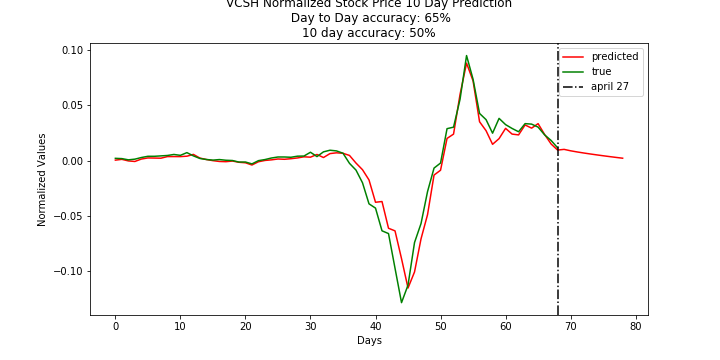 VCSH Normalized Stock Price 10 Day Prediction
Day to Day accuracy: 65%
10 day accuracy: 50%
predicted
true
april 27
0.10
0.05
0.00
−0.05
−0.10
Normalized Values
0 10 20 30 40 50 60 70 80
Days